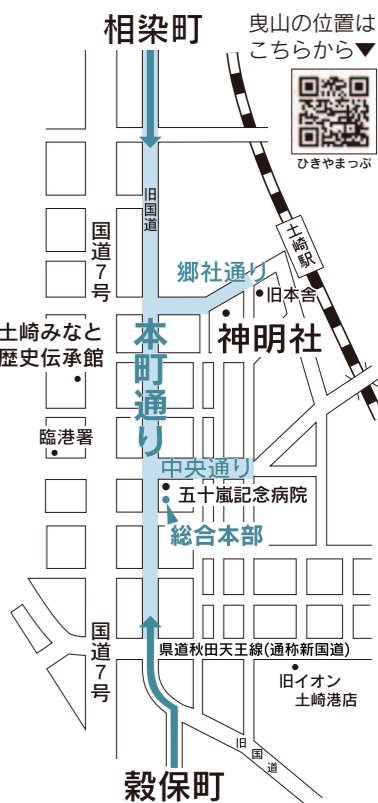 相染町
曳山の位置は
こちらから▼
ひきやまっぷ
旧国道
国道7号
土崎駅
郷社通り
旧本舎
神明社
土崎みなと
歴史伝承館
本町通り
臨港署
中央通り
五十嵐記念病院
総合本部
国道7号
県道秋田天王線(通称新国道)
旧イオン
土崎港店
旧国道
穀保町